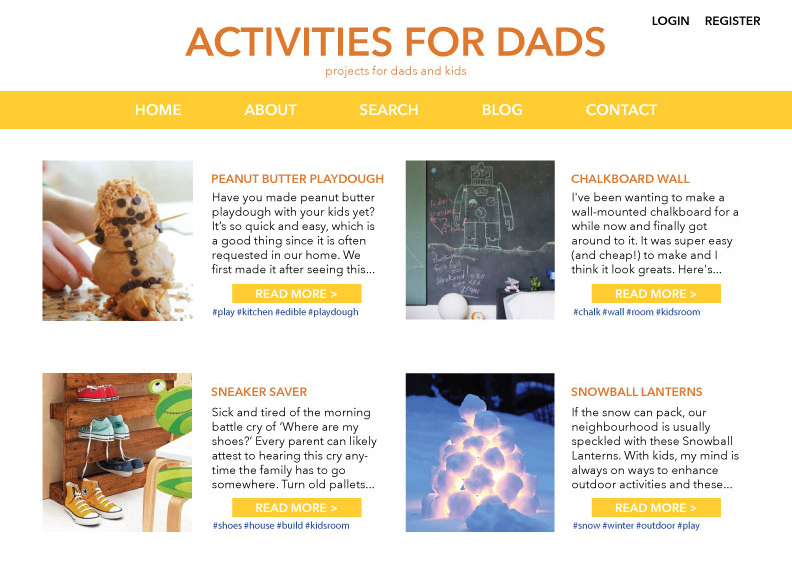 LOGIN REGISTER
ACTIVITIES FOR DADS
projects for dads and kids
HOME ABOUT SEARCH BLOG CONTACT
PEANUT BUTTER PLAYDOUGH
Have you made peanut butter
playdough with your kids yet?
It's so quick and easy, which is
a good thing since it is often
requested in our home. We
first made it after seeing this...
READ MORE >
#play #kitchen #edible #playdough
CHALKBOARD WALL
I've been wanting to make a
wall-mounted chalkboard for a
while now and finally got
around to it. It was super easy
(and cheap!) to make and I
think it look greats. Here's...
READ MORE >
#chalk #wall #room #kidsroom
SNEAKER SAVER
Sick and tired of the morning
battle cry of ‘Where are my
shoes?’ Every parent can likely
attest to hearing this cry any-
time the family has to go
somewhere. Turn old pallets...
READ MORE >
#shoes #house #build #kidsroom
SNOWBALL LANTERNS
If the snow can pack, our
neighbourhood is usually
speckled with these Snowball
Lanterns. With kids, my mind is
always on ways to enhance
outdoor activities and these...
READ MORE >
#snow #winter #outdoor #play